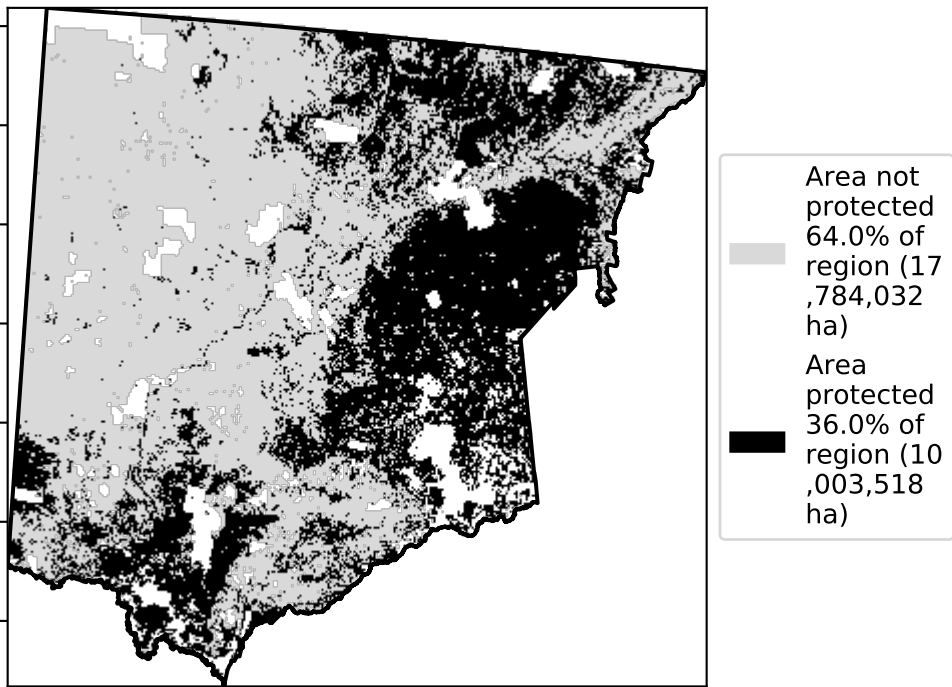 Area not
protected
64.0% of
region (17
,784,032
ha)
Area
protected
36.0% of
region (10
,003,518
ha)